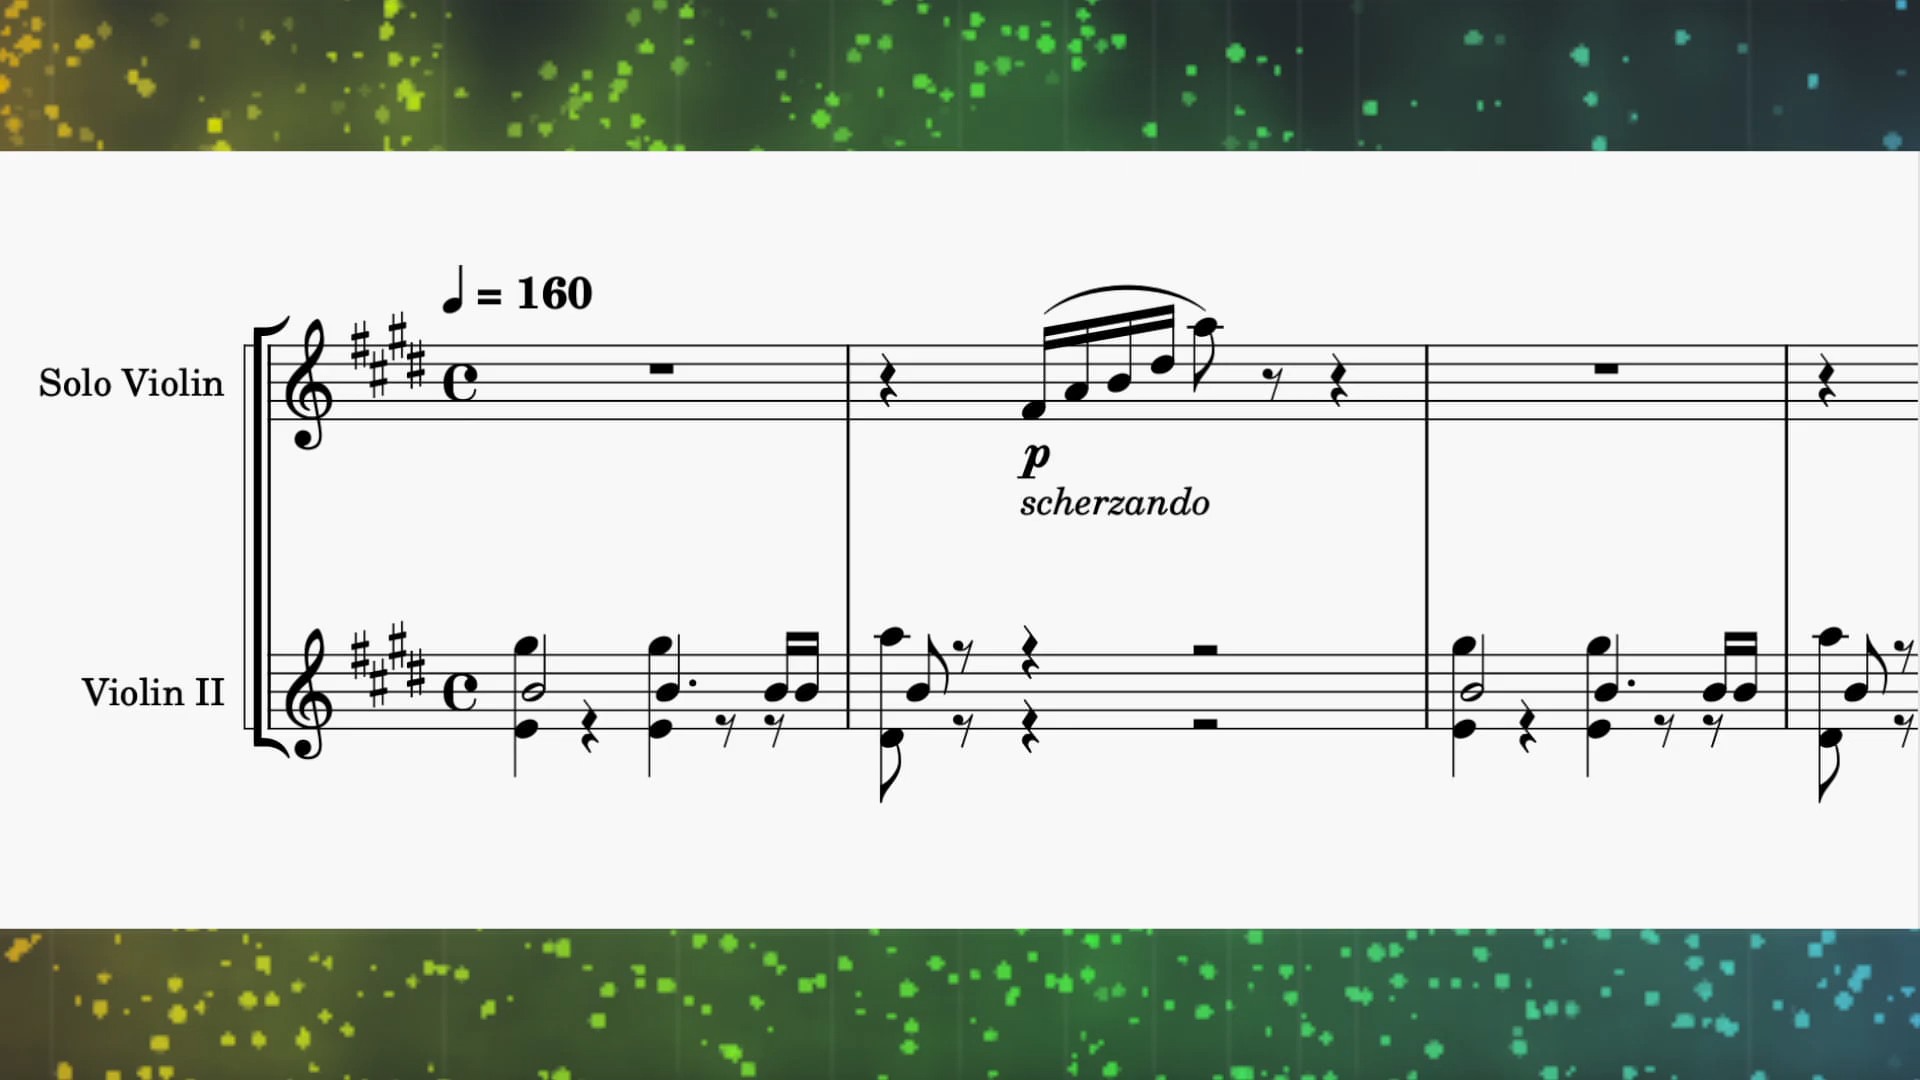 ♩ = 160
Solo Violin
p
scherzando
Violin II